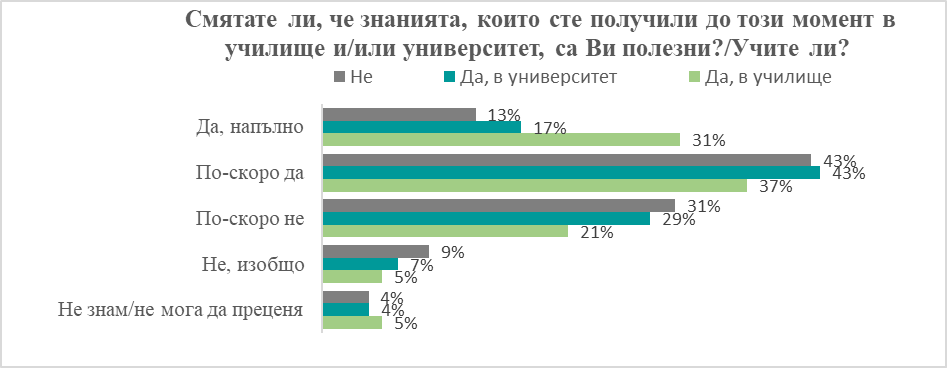 Смятате ли, че знанията, които сте получили до този момент в
училище и/или университет, са Ви полезни?/Учите ли?
Не Да, в университет Да, в училище
Да, напълно 13%
17%
31%
По-скоро да 43%
43%
37%
По-скоро не 31%
29%
21%
Не, изобщо 9%
7%
5%
Не знам/не мога да преценя 4%
4%
5%